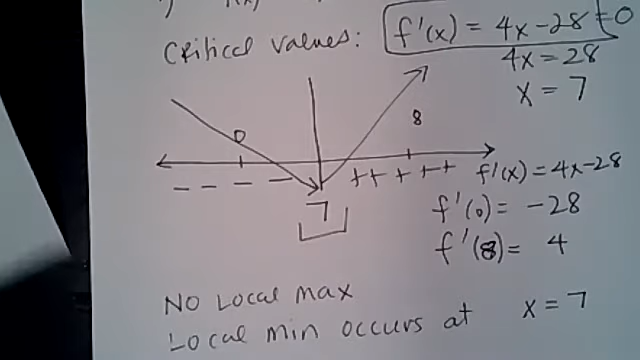 Critical values: f'(x) = 4x-28=0
4x=28
x=7
0
8
- - - - ++ + ++ f'(x)=4x-28
7 f'(0) = -28
f'(8) = 4
NO Local max
Local min occurs at x=7